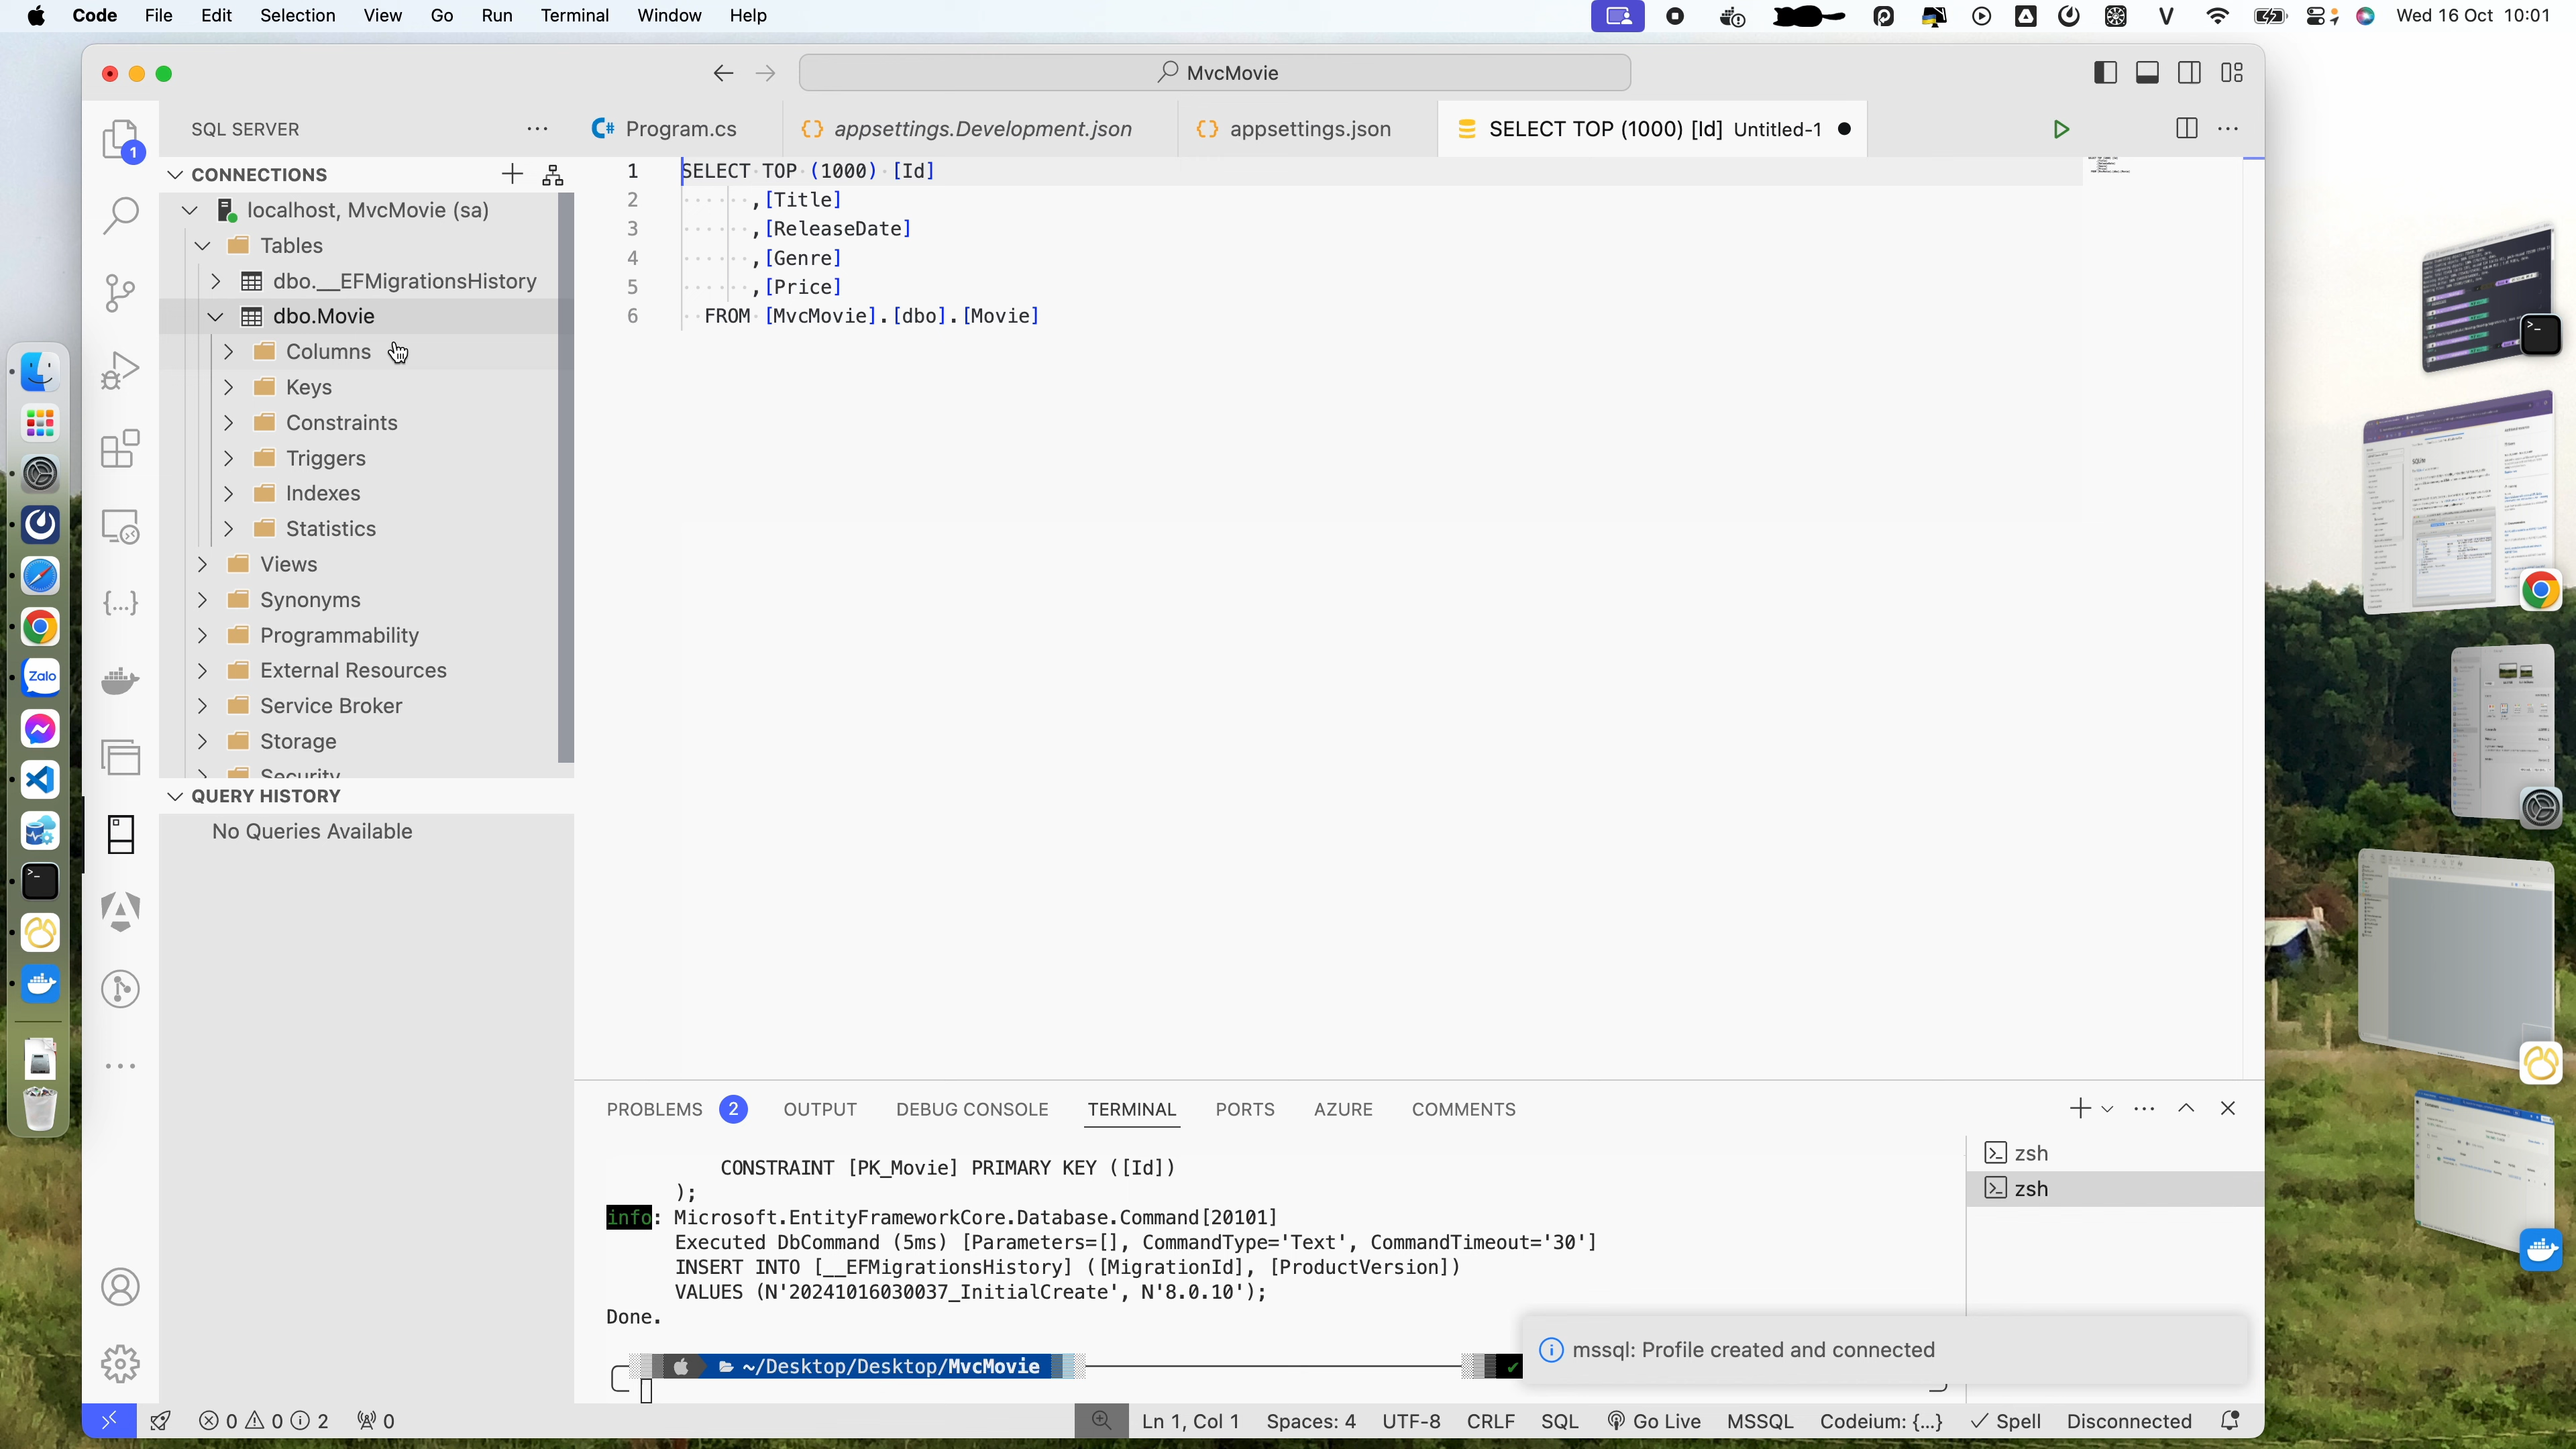 Code File Edit Selection View Go Run Terminal Window Help Wed 16 Oct 10:01
MvcMovie
SQL SERVER
Program.cs appsettings.Development.json appsettings.json SELECT TOP (1000) [Id] Untitled-1
CONNECTIONS
localhost, MvcMovie (sa)
Tables
dbo.__EFMigrationsHistory
dbo.Movie
Columns
Keys
Constraints
Triggers
Indexes
Statistics
Views
Synonyms
Programmability
External Resources
Service Broker
Storage
Security
QUERY HISTORY
No Queries Available
1 SELECT TOP (1000) [Id]
2 ,[Title]
3 ,[ReleaseDate]
4 ,[Genre]
5 ,[Price]
6 FROM [MvcMovie].[dbo].[Movie]
PROBLEMS 2 OUTPUT DEBUG CONSOLE TERMINAL PORTS AZURE COMMENTS
CONSTRAINT [PK_Movie] PRIMARY KEY ([Id])
);
info: Microsoft.EntityFrameworkCore.Database.Command[20101]
Executed DbCommand (5ms) [Parameters=[], CommandType='Text', CommandTimeout='30']
INSERT INTO [__EFMigrationsHistory] ([MigrationId], [ProductVersion])
VALUES (N'20241016030037_InitialCreate', N'8.0.10');
Done.
~/Desktop/Desktop/MvcMovie
zsh
zsh
mssql: Profile created and connected
0 0 2 0 Ln 1, Col 1 Spaces: 4 UTF-8 CRLF SQL Go Live MSSQL Codeium: {...} Spell Disconnected
Zalo
1